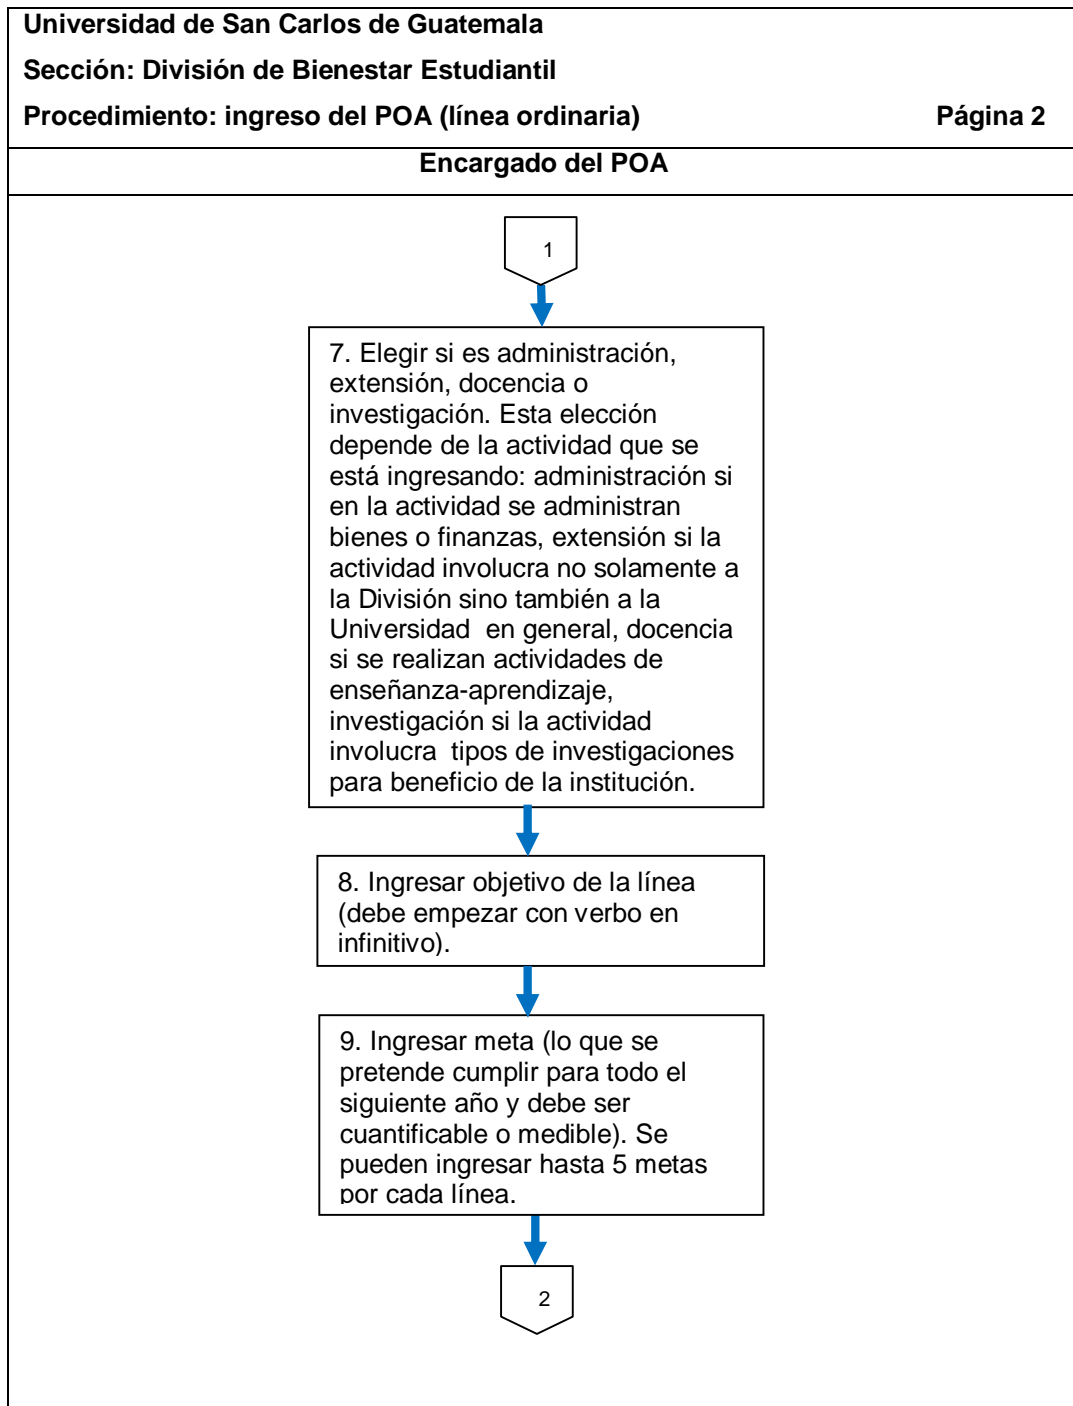 Universidad de San Carlos de Guatemala
Sección: División de Bienestar Estudiantil
Procedimiento: ingreso del POA (línea ordinaria) Página 2
Encargado del POA
1
7. Elegir si es administración,
extensión, docencia o
investigación. Esta elección
depende de la actividad que se
está ingresando: administración si
en la actividad se administran
bienes o finanzas, extensión si la
actividad involucra no solamente a
la División sino también a la
Universidad  en general, docencia
si se realizan actividades de
enseñanza-aprendizaje,
investigación si la actividad
involucra  tipos de investigaciones
para beneficio de la institución.
8. Ingresar objetivo de la línea
(debe empezar con verbo en
infinitivo).
9. Ingresar meta (lo que se
pretende cumplir para todo el
siguiente año y debe ser
cuantificable o medible). Se
pueden ingresar hasta 5 metas
por cada línea.
2